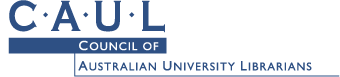 C·A·U·L
COUNCIL OF
AUSTRALIAN UNIVERSITY LIBRARIANS